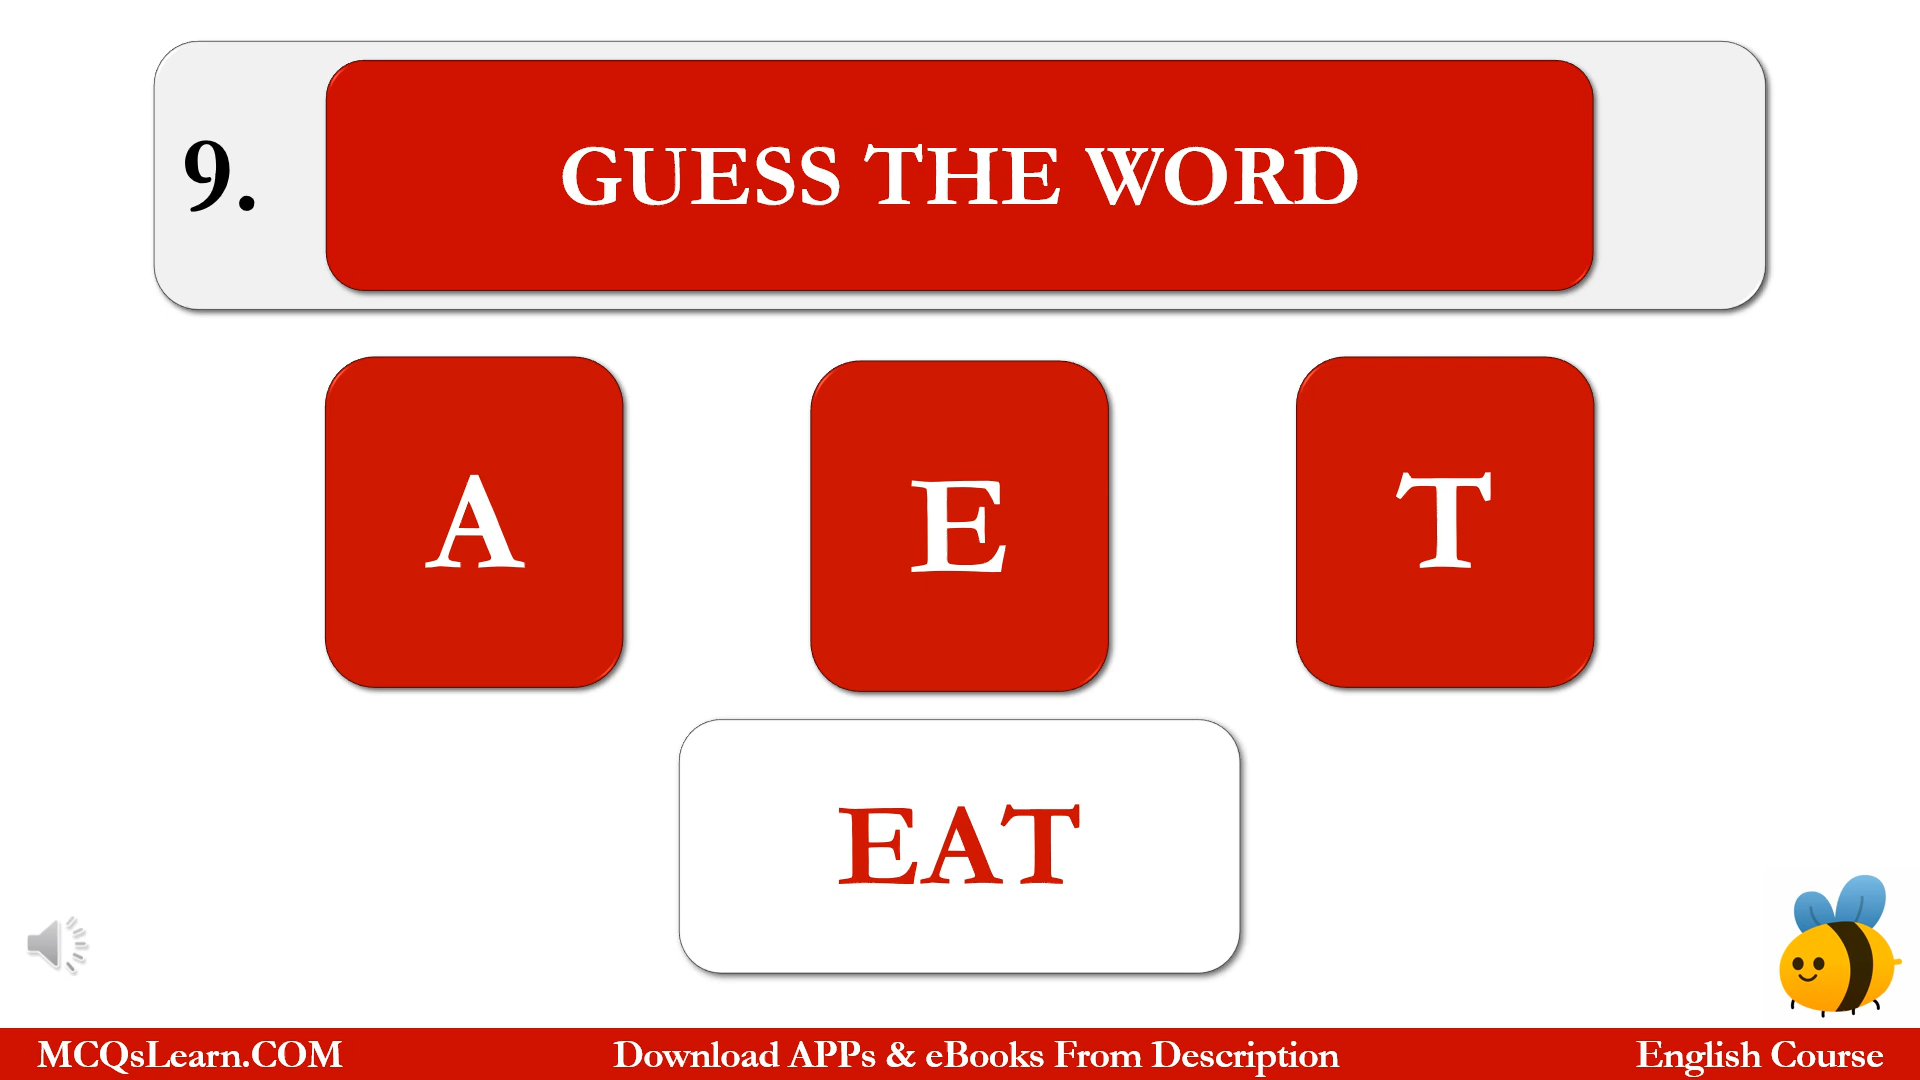 9.
GUESS THE WORD
A E T
EAT
MCQsLearn.COM Download APPs & eBooks From Description English Course